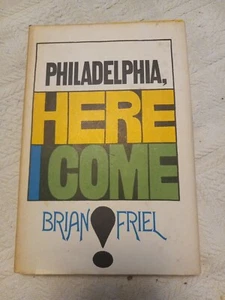 PHILADELPHIA,
HERE
I COME
BRIAN ! FRIEL